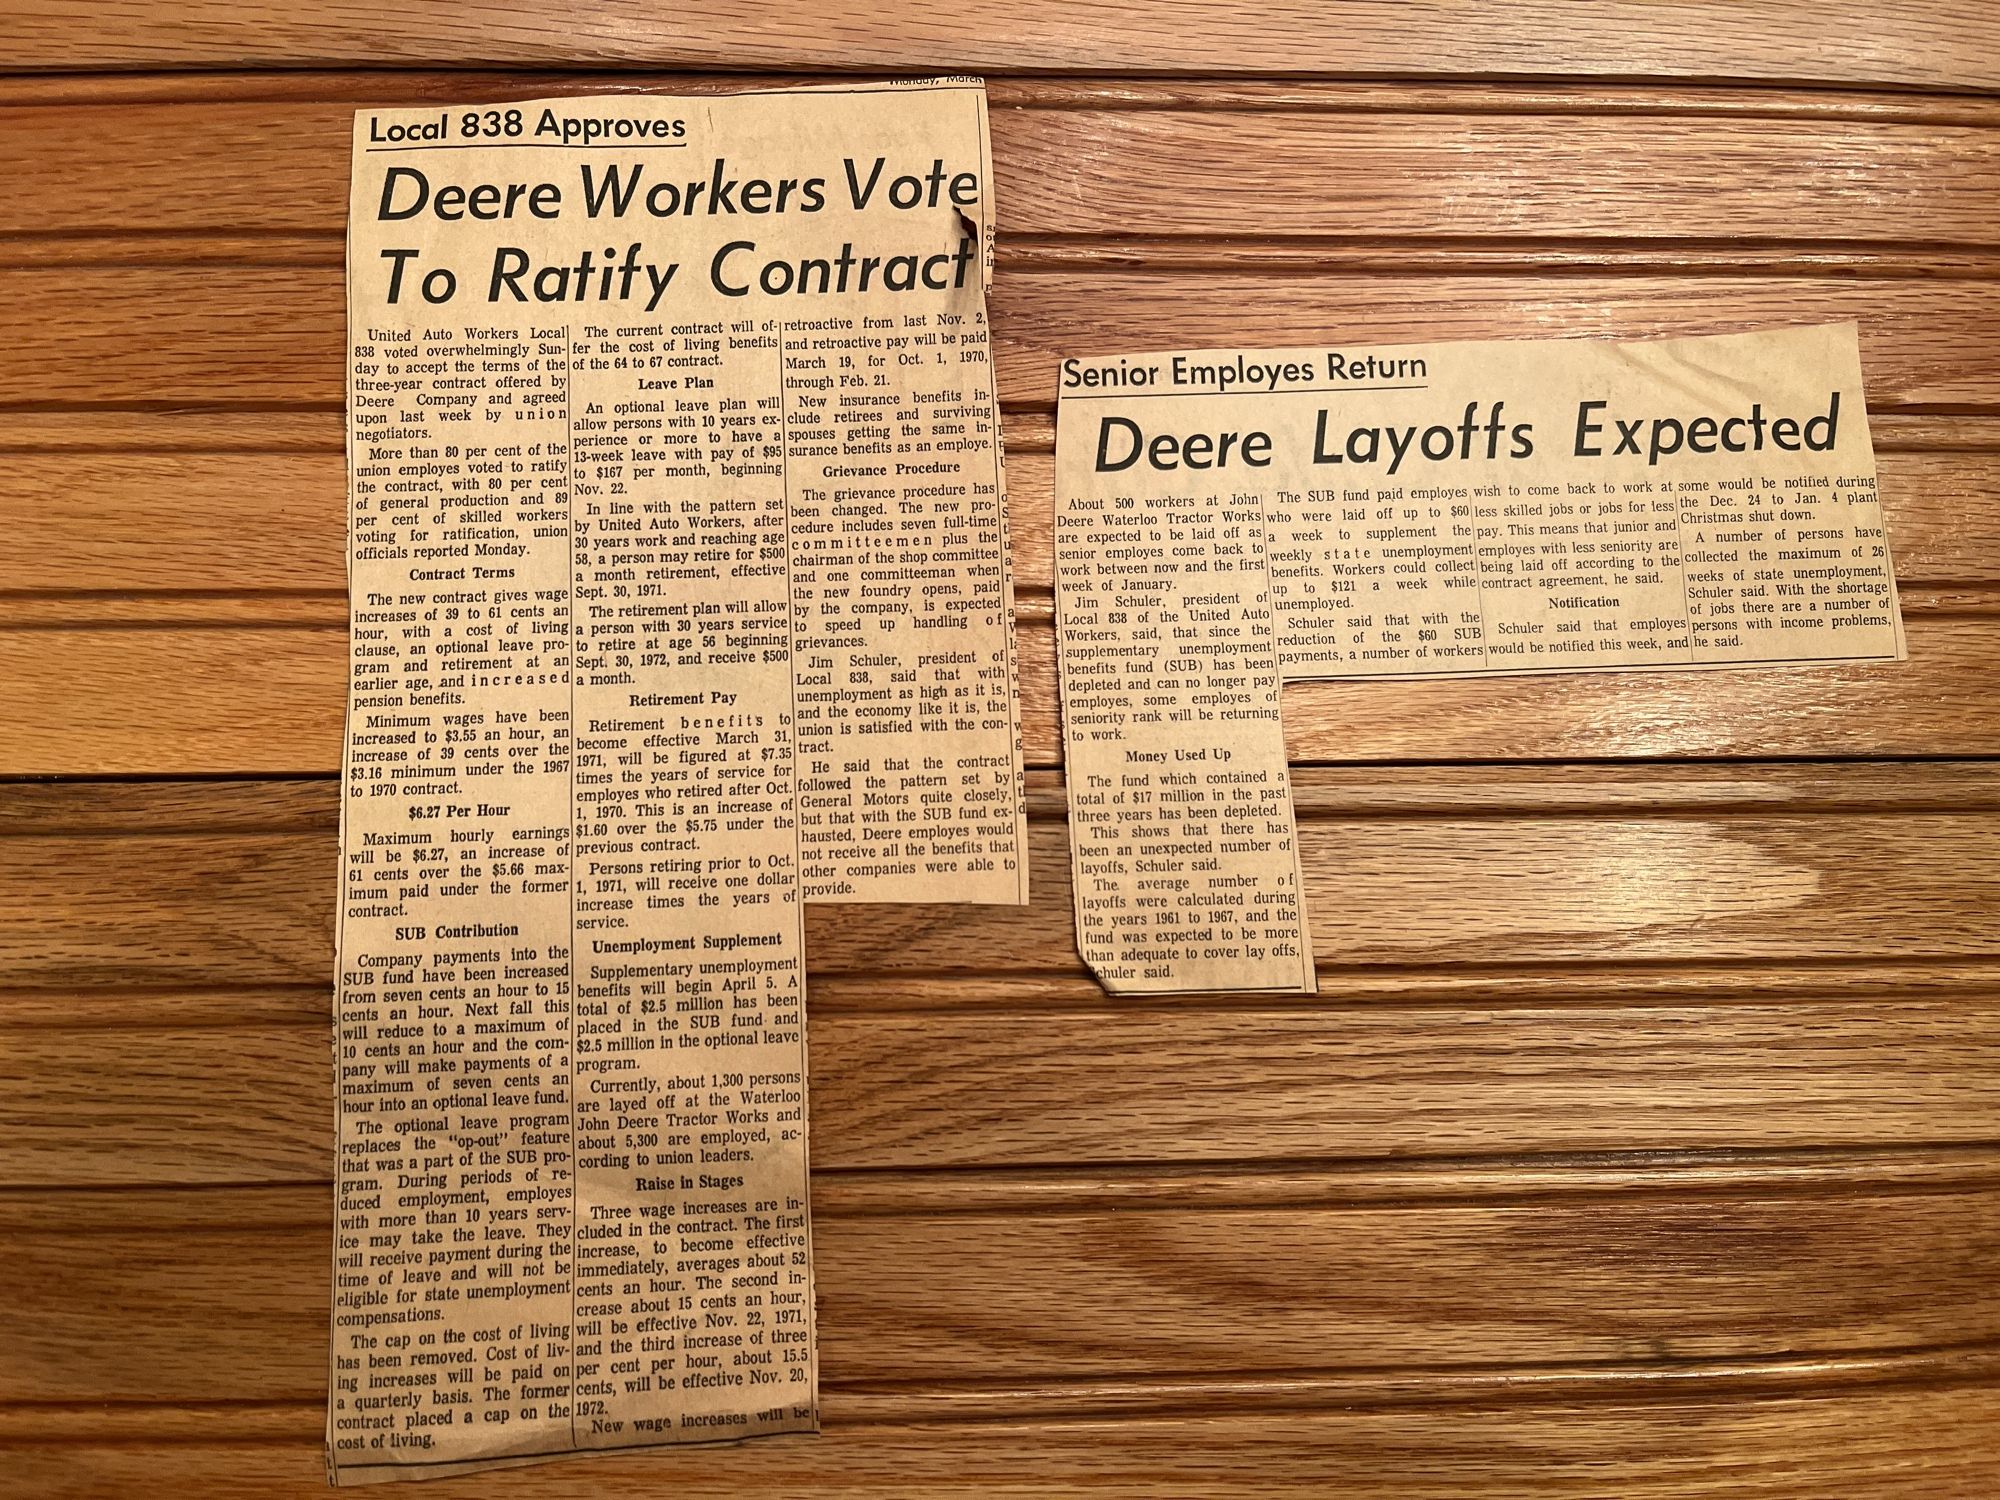 Monday, March
Local 838 Approves
Deere Workers Vote
To Ratify Contract
United Auto Workers Local
838 voted overwhelmingly Sun-
day to accept the terms of the
three-year contract offered by
Deere Company and agreed
upon last week by union
negotiators.
More than 80 per cent of the
union employes voted to ratify
the contract, with 80 per cent
of general production and 89
per cent of skilled workers
voting for ratification, union
officials reported Monday.
Contract Terms
The new contract gives wage
increases of 39 to 61 cents an
hour, with a cost of living
clause, an optional leave pro-
gram and retirement at an
earlier age, and increased
pension benefits.
Minimum wages have been
increased to $3.55 an hour, an
increase of 39 cents over the
$3.16 minimum under the 1967
to 1970 contract.
$6.27 Per Hour
Maximum hourly earnings
will be $6.27, an increase of
61 cents over the $5.66 max-
imum paid under the former
contract.
SUB Contribution
Company payments into the
SUB fund have been increased
from seven cents an hour to 15
cents an hour. Next fall this
will reduce to a maximum of
10 cents an hour and the com-
pany will make payments of a
maximum of seven cents an
hour into an optional leave fund.
The optional leave program
replaces the "op-out" feature
that was a part of the SUB pro-
gram. During periods of re-
duced employment, employes
with more than 10 years serv-
ice may take the leave. They
will receive payment during the
time of leave and will not be
eligible for state unemployment
compensations.
The cap on the cost of living
has been removed. Cost of liv-
ing increases will be paid on
a quarterly basis. The former
contract placed a cap on the
cost of living.
The current contract will of-
fer the cost of living benefits
of the 64 to 67 contract.
Leave Plan
An optional leave plan will
allow persons with 10 years ex-
perience or more to have a
13-week leave with pay of $95
to $167 per month, beginning
Nov. 22.
In line with the pattern set
by United Auto Workers, after
30 years work and reaching age
58, a person may retire for $500
a month retirement, effective
Sept. 30, 1971.
The retirement plan will allow
a person with 30 years service
to retire at age 56 beginning
Sept. 30, 1972, and receive $500
a month.
Retirement Pay
Retirement benefits to
become effective March 31,
1971, will be figured at $7.35
times the years of service for
employes who retired after Oct.
1, 1970. This is an increase of
$1.60 over the $5.75 under the
previous contract.
Persons retiring prior to Oct.
1, 1971, will receive one dollar
increase times the years of
service.
Unemployment Supplement
Supplementary unemployment
benefits will begin April 5. A
total of $2.5 million has been
placed in the SUB fund and
$2.5 million in the optional leave
program.
Currently, about 1,300 persons
are layed off at the Waterloo
John Deere Tractor Works and
about 5,300 are employed, ac-
cording to union leaders.
Raise in Stages
Three wage increases are in-
cluded in the contract. The first
increase, to become effective
immediately, averages about 52
cents an hour. The second in-
crease about 15 cents an hour,
will be effective Nov. 22, 1971,
and the third increase of three
per cent per hour, about 15.5
cents, will be effective Nov. 20,
1972.
New wage increases will be
retroactive from last Nov. 2,
and retroactive pay will be paid
March 19, for Oct. 1, 1970,
through Feb. 21.
New insurance benefits in-
clude retirees and surviving
spouses getting the same in-
surance benefits as an employe.
Grievance Procedure
The grievance procedure has
been changed. The new pro-
cedure includes seven full-time
committeemen plus the
chairman of the shop committee
and one committeeman when
the new foundry opens, paid
by the company, is expected
to speed up handling of
grievances.
Jim Schuler, president of
Local 838, said that with
unemployment as high as it is,
and the economy like it is, the
union is satisfied with the con-
tract.
He said that the contract
followed the pattern set by
General Motors quite closely,
but that with the SUB fund ex-
hausted, Deere employes would
not receive all the benefits that
other companies were able to
provide.
Senior Employes Return
Deere Layoffs Expected
About 500 workers at John
Deere Waterloo Tractor Works
are expected to be laid off as
senior employes come back to
work between now and the first
week of January.
Jim Schuler, president of
Local 838 of the United Auto
Workers, said, that since the
supplementary unemployment
benefits fund (SUB) has been
depleted and can no longer pay
employes, some employes of
seniority rank will be returning
to work.
Money Used Up
The fund which contained a
total of $17 million in the past
three years has been depleted.
This shows that there has
been an unexpected number of
layoffs, Schuler said.
The average number of
layoffs were calculated during
the years 1961 to 1967, and the
fund was expected to be more
than adequate to cover lay offs,
Schuler said.
The SUB fund paid employes
who were laid off up to $60
a week to supplement the
weekly state unemployment
benefits. Workers could collect
up to $121 a week while
unemployed.
Schuler said that with the
reduction of the $60 SUB
payments, a number of workers
wish to come back to work at
less skilled jobs or jobs for less
pay. This means that junior and
employes with less seniority are
being laid off according to the
contract agreement, he said.
Notification
Schuler said that employes
would be notified this week, and
some would be notified during
the Dec. 24 to Jan. 4 plant
Christmas shut down.
A number of persons have
collected the maximum of 26
weeks of state unemployment,
Schuler said. With the shortage
of jobs there are a number of
persons with income problems,
he said.